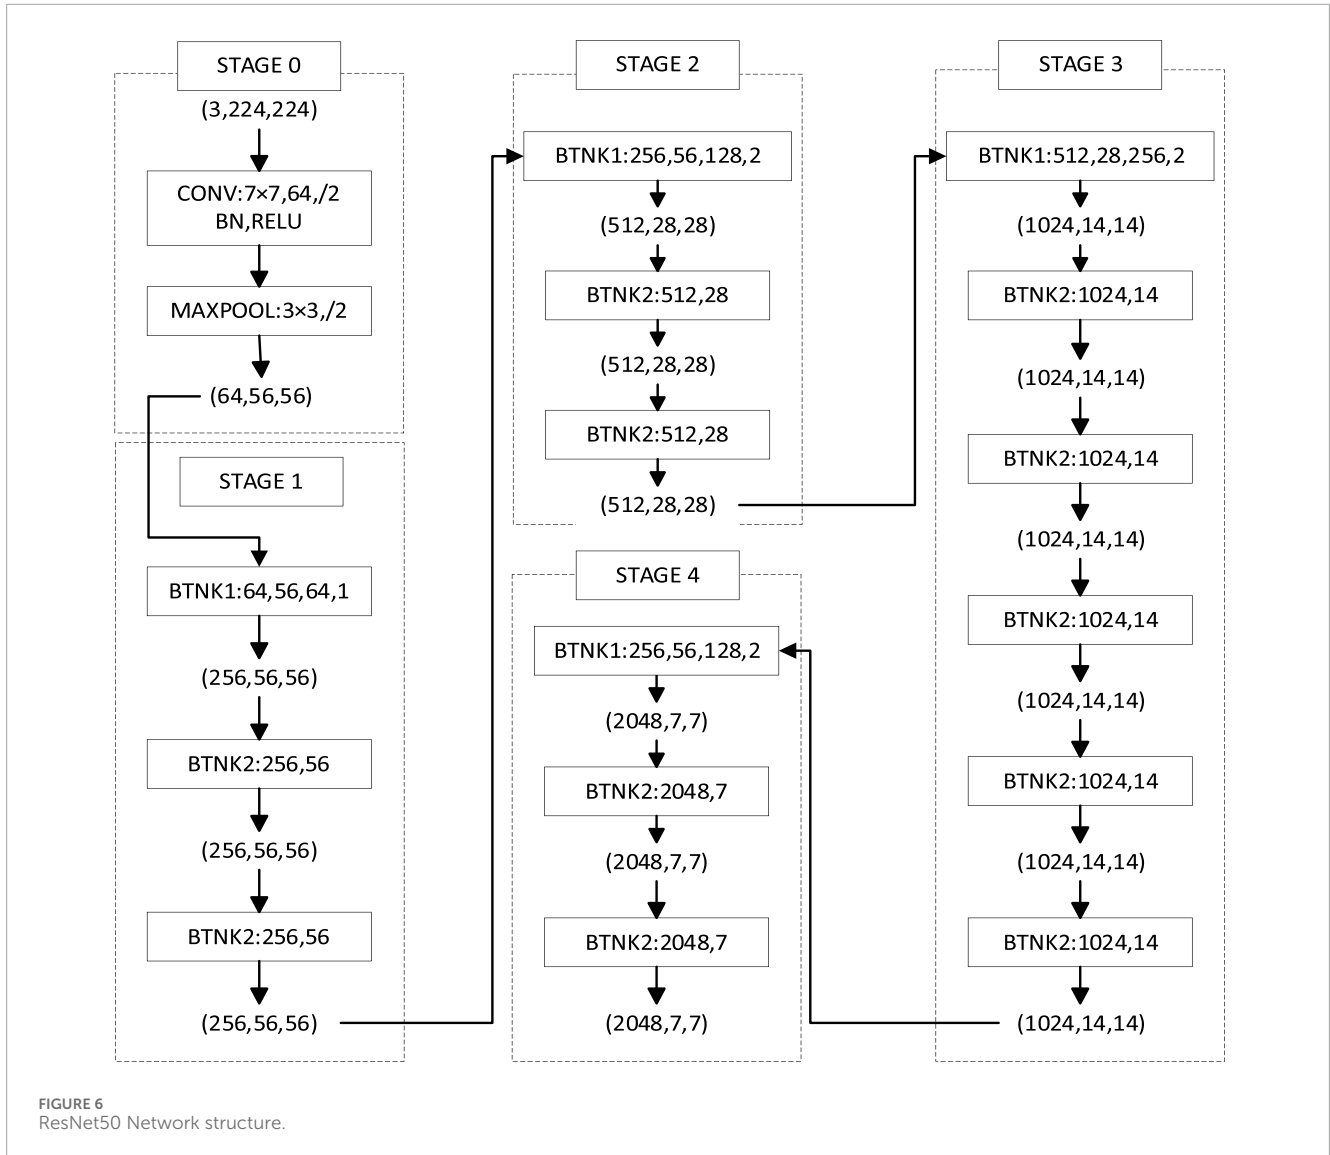 STAGE 0
(3,224,224)
CONV:7×7,64,/2
BN,RELU
MAXPOOL:3×3,/2
(64,56,56)
STAGE 1
BTNK1:64,56,64,1
(256,56,56)
BTNK2:256,56
(256,56,56)
BTNK2:256,56
(256,56,56)
STAGE 2
BTNK1:256,56,128,2
(512,28,28)
BTNK2:512,28
(512,28,28)
BTNK2:512,28
(512,28,28)
STAGE 3
BTNK1:512,28,256,2
(1024,14,14)
BTNK2:1024,14
(1024,14,14)
BTNK2:1024,14
(1024,14,14)
BTNK2:1024,14
(1024,14,14)
BTNK2:1024,14
(1024,14,14)
BTNK2:1024,14
(1024,14,14)
STAGE 4
BTNK1:256,56,128,2
(2048,7,7)
BTNK2:2048,7
(2048,7,7)
BTNK2:2048,7
(2048,7,7)
FIGURE 6
ResNet50 Network structure.